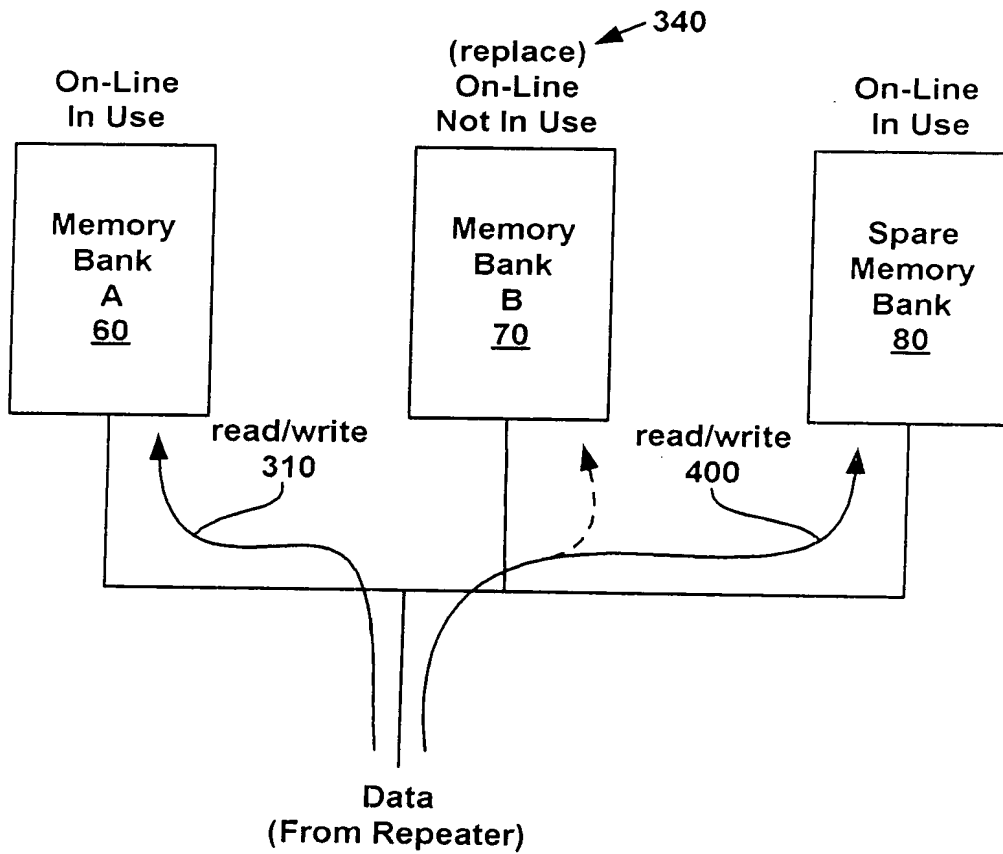 340
(replace)
On-Line
In Use
On-Line
Not In Use
On-Line
In Use
Memory
Bank
A
60
Memory
Bank
B
70
Spare
Memory
Bank
80
read/write
310
read/write
400
Data
(From Repeater)